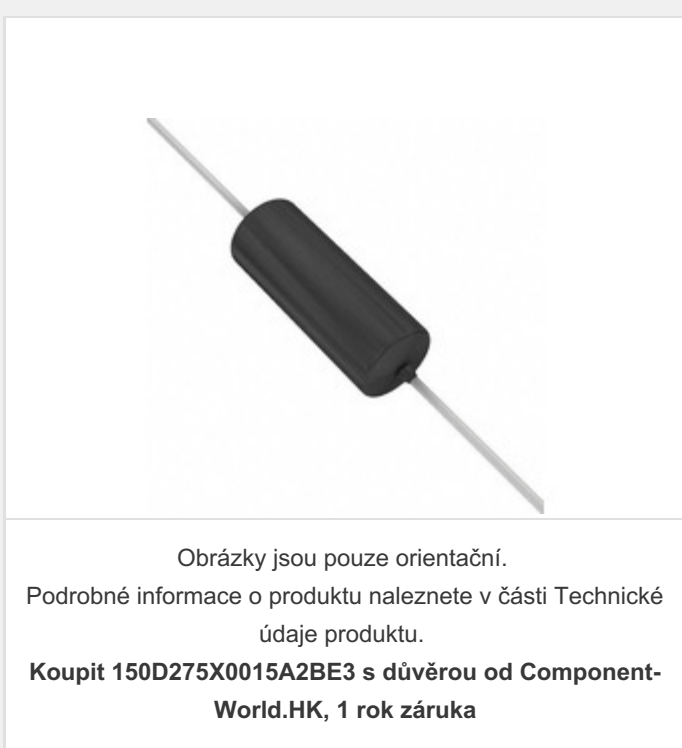 Obrázky jsou pouze orientační.
Podrobné informace o produktu naleznete v části Technické
údaje produktu.
Koupit 150D275X0015A2BE3 s důvěrou od Component-
World.HK, 1 rok záruka